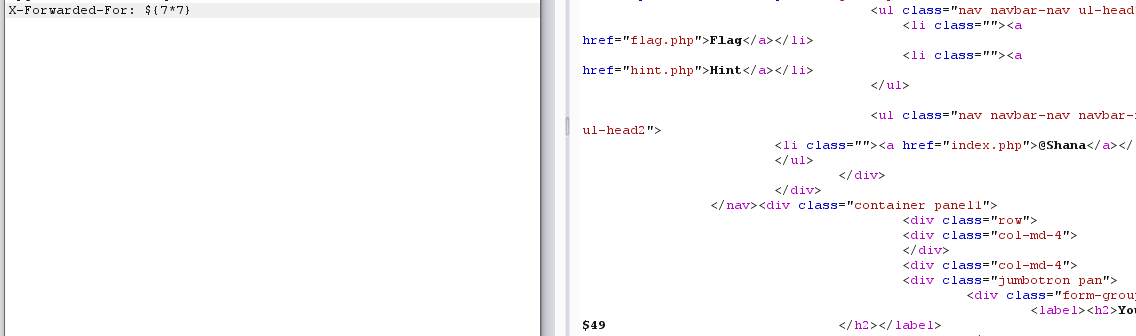 X-Forwarded-For: ${7*7}
<ul class="nav navbar-nav ul-head
<li class=""><a
href="flag.php">Flag</a></li>
<li class=""><a
href="hint.php">Hint</a></li>
</ul>
<ul class="nav navbar-nav navbar-
ul-head2">
<li class=""><a href="index.php">@Shana</a></
</ul>
</div>
</div>
</nav><div class="container panel1">
<div class="row">
<div class="col-md-4">
</div>
<div class="col-md-4">
<div class="jumbotron pan">
<div class="form-group
<label><h2>You
$49 </h2></label>